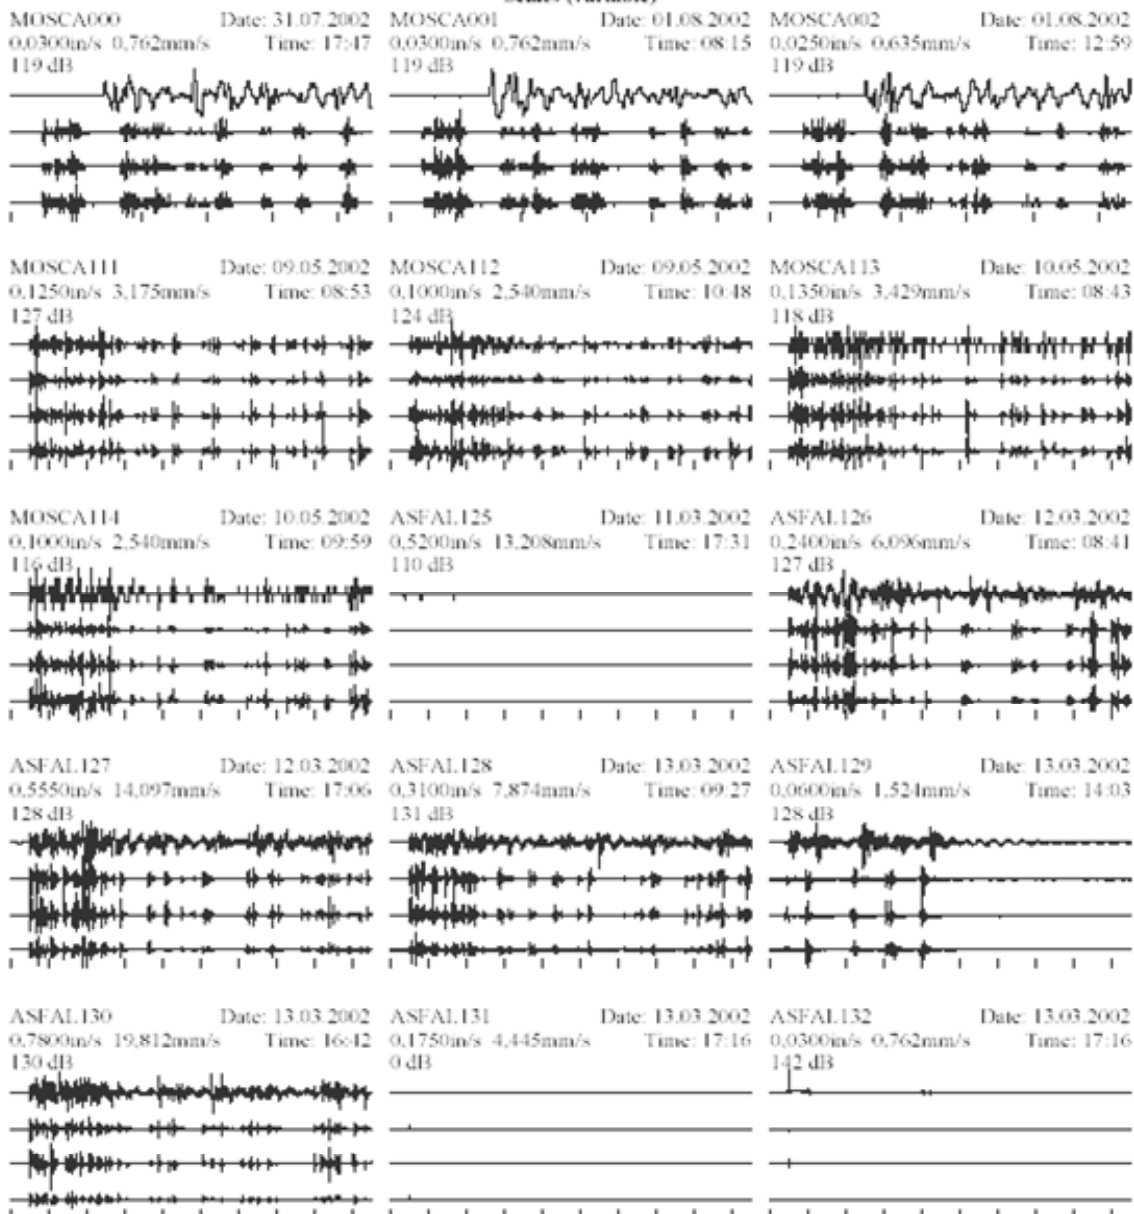 Scales (variable)
MOSCA000 Date: 31.07.2002
0,0300in/s 0,762mm/s Time: 17:47
119 dB
MOSCA001 Date: 01.08.2002
0,0300in/s 0,762mm/s Time: 08:15
119 dB
MOSCA002 Date: 01.08.2002
0,0250in/s 0,635mm/s Time: 12:59
119 dB
MOSCA111 Date: 09.05.2002
0,1250in/s 3,175mm/s Time: 08:53
127 dB
MOSCA112 Date: 09.05.2002
0,1000in/s 2,540mm/s Time: 10:48
124 dB
MOSCA113 Date: 10.05.2002
0,1350in/s 3,429mm/s Time: 08:43
118 dB
MOSCA114 Date: 10.05.2002
0,1000in/s 2,540mm/s Time: 09:59
116 dB
ASFAL125 Date: 11.03.2002
0,5200in/s 13,208mm/s Time: 17:31
110 dB
ASFAL126 Date: 12.03.2002
0,2400in/s 6,096mm/s Time: 08:41
127 dB
ASFAL127 Date: 12.03.2002
0,5550in/s 14,097mm/s Time: 17:06
128 dB
ASFAL128 Date: 13.03.2002
0,3100in/s 7,874mm/s Time: 09:27
131 dB
ASFAL129 Date: 13.03.2002
0,0600in/s 1,524mm/s Time: 14:03
128 dB
ASFAL130 Date: 13.03.2002
0,7800in/s 19,812mm/s Time: 16:42
130 dB
ASFAL131 Date: 13.03.2002
0,1750in/s 4,445mm/s Time: 17:16
0 dB
ASFAL132 Date: 13.03.2002
0,0300in/s 0,762mm/s Time: 17:16
142 dB